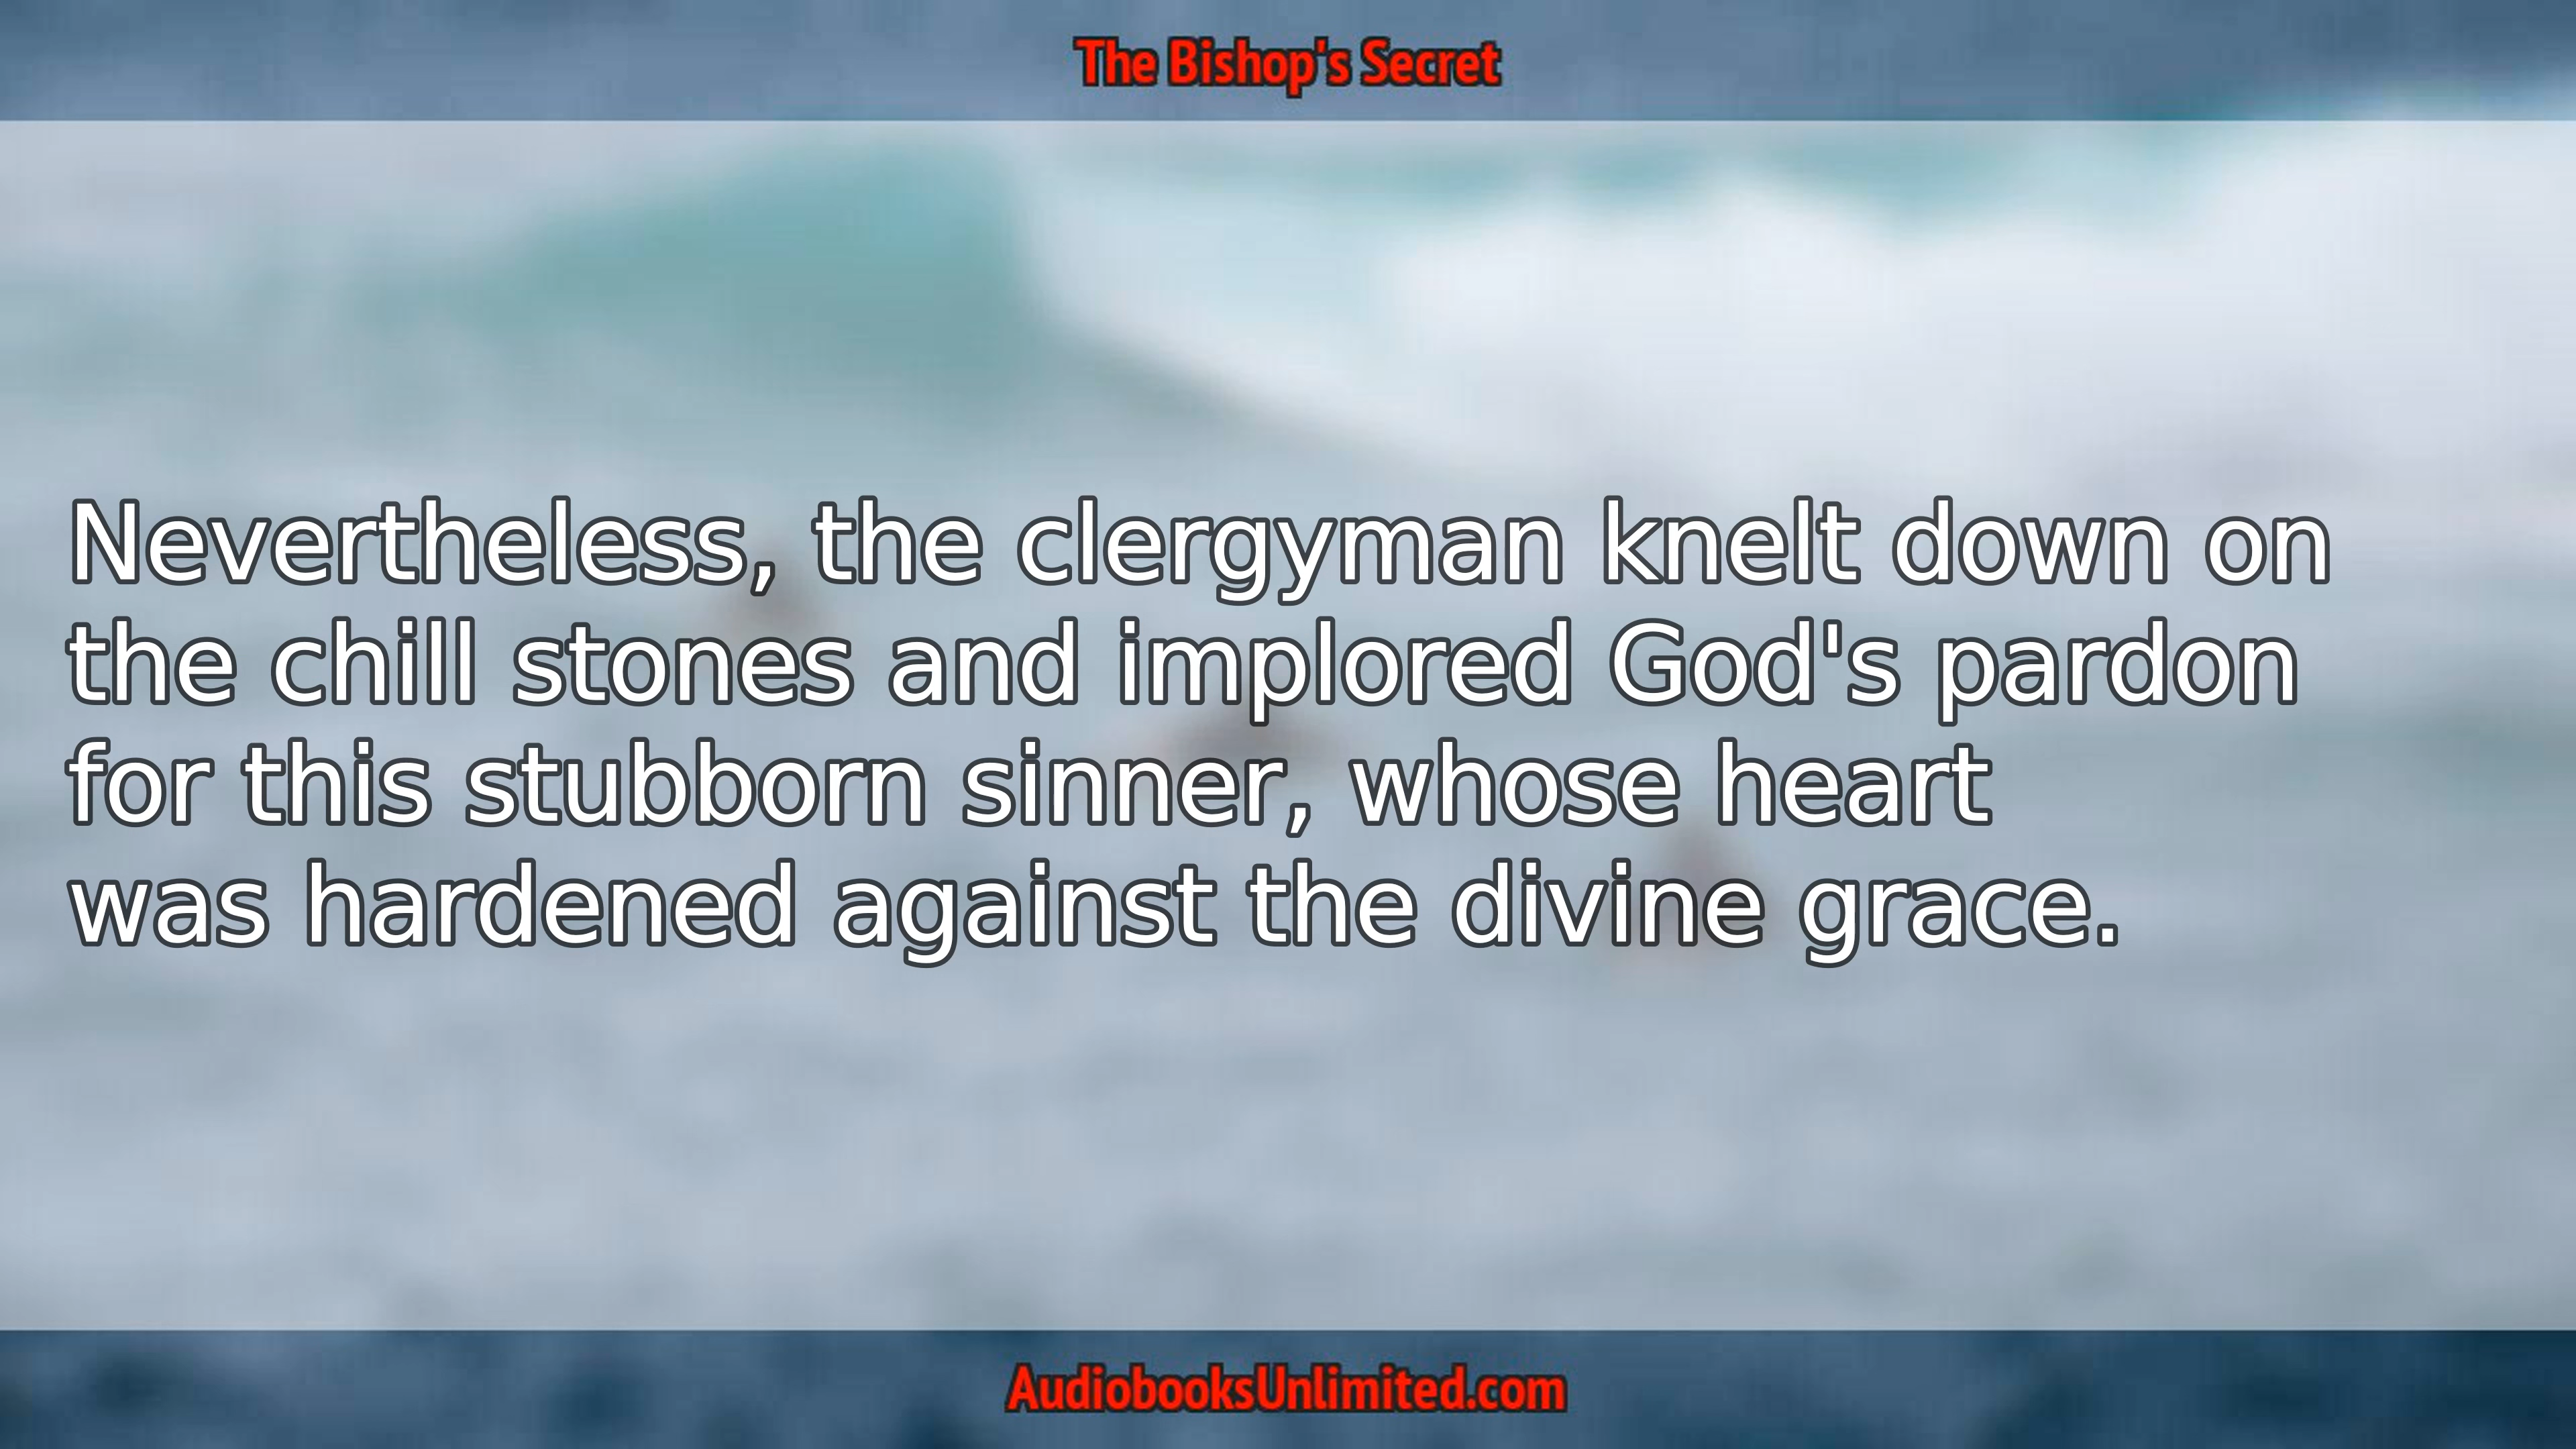 The Bishop's Secret
Nevertheless, the clergyman knelt down on
the chill stones and implored God's pardon
for this stubborn sinner, whose heart
was hardened against the divine grace.
AudiobooksUnlimited.com